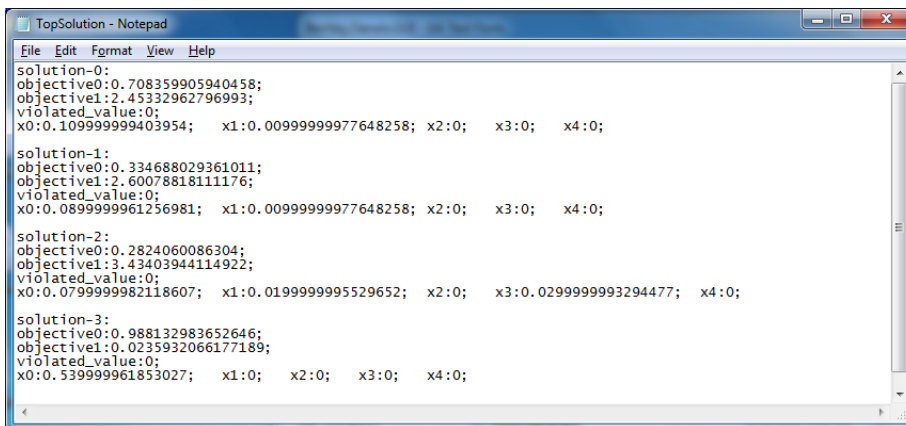 TopSolution - Notepad
File Edit Format View Help
solution-0:
objective0:0.708359905940458;
objective1:2.45332962796993;
violated_value:0;
x0:0.109999999403954; x1:0.00999999977648258; x2:0; x3:0; x4:0;
solution-1:
objective0:0.334688029361011;
objective1:2.60078818111176;
violated_value:0;
x0:0.0899999961256981; x1:0.00999999977648258; x2:0; x3:0; x4:0;
solution-2:
objective0:0.2824060086304;
objective1:3.43403944114922;
violated_value:0;
x0:0.0799999982118607; x1:0.0199999995529652; x2:0; x3:0.0299999993294477; x4:0;
solution-3:
objective0:0.988132983652646;
objective1:0.0235932066177189;
violated_value:0;
x0:0.539999961853027; x1:0; x2:0; x3:0; x4:0;